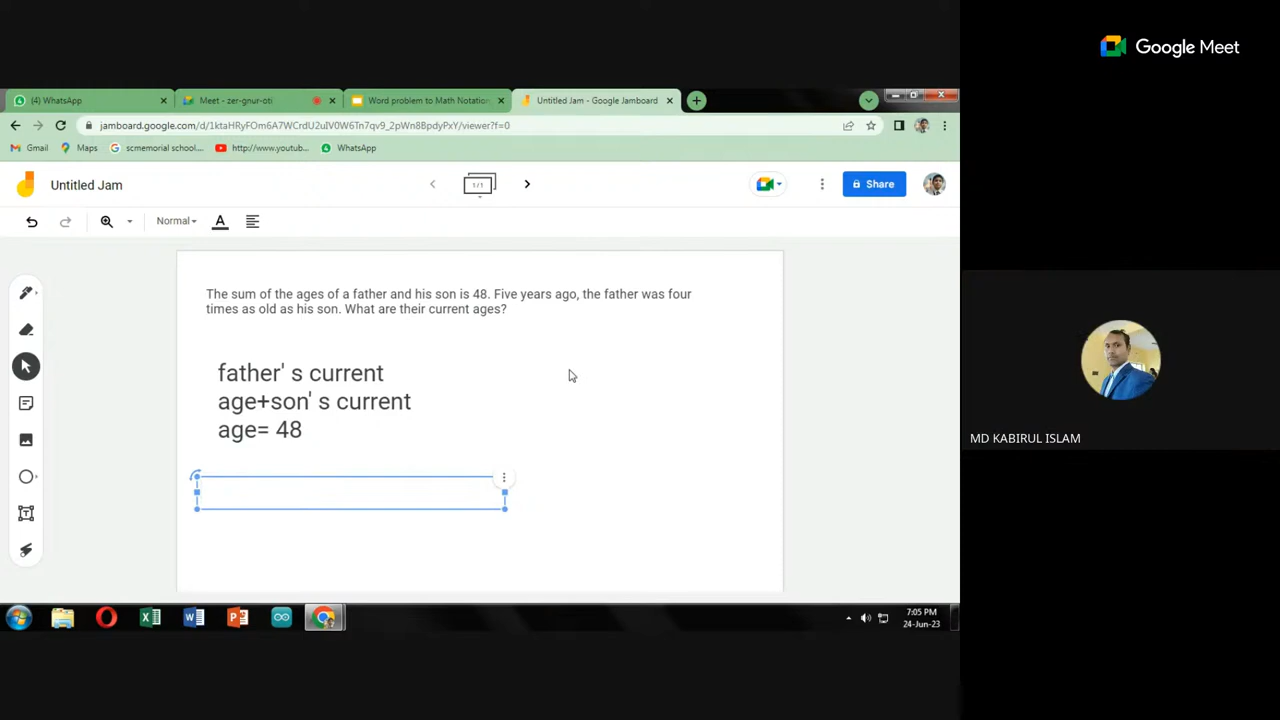 Google Meet
(4) WhatsApp
Meet - zer-gnur-oti
Word problem to Math Notation
Untitled Jam - Google Jamboard
jamboard.google.com/d/1ktaHRyFOm6A7WCrdU2uIV0W6Tn7qv9_2pWn8BpdyPxY/viewer?f=0
Gmail
Maps
scmemorial school...
http://www.youtub...
WhatsApp
Untitled Jam
1/1
Share
Normal
The sum of the ages of a father and his son is 48. Five years ago, the father was four
times as old as his son. What are their current ages?
father' s current
age+son' s current
age= 48
MD KABIRUL ISLAM
7:05 PM
24-Jun-23